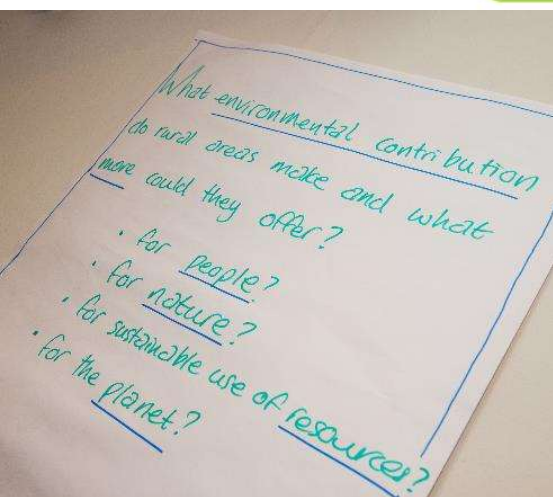 What environmental contribution
do rural areas make and what
more could they offer?
• for people?
• for nature?
• for sustainable use of resources?
• for the planet?